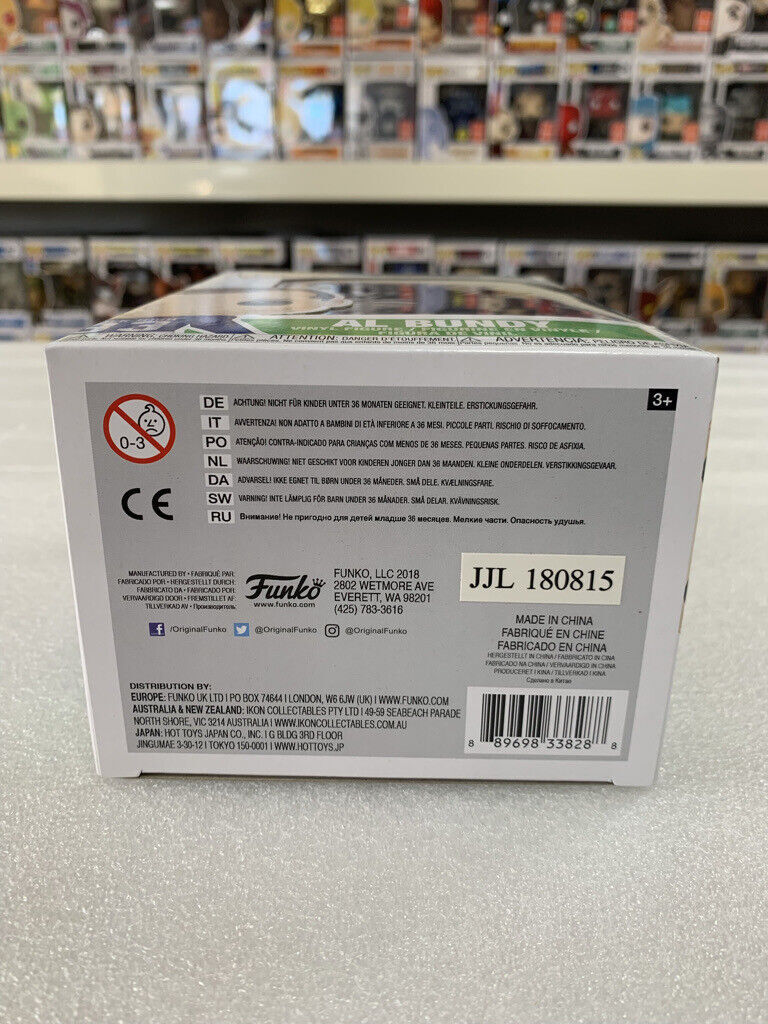 AL BUNDY
WARNING: CHOKING HAZARD
ATTENTION: DANGER D'ÉTOUFFEMENT
ADVERTENCIA: PELIGRO DE
3+
0-3
DE ACHTUNG! NICHT FÜR KINDER UNTER 36 MONATEN GEEIGNET. KLEINTEILE. ERSTICKUNGSGEFAHR.
IT AVVERTENZA! NON ADATTO A BAMBINI DI ETÀ INFERIORE A 36 MESI. PICCOLE PARTI. RISCHIO DI SOFFOCAMENTO.
PO ATENÇÃO! CONTRA-INDICADO PARA CRIANÇAS COM MENOS DE 36 MESES. PEQUENAS PARTES. RISCO DE ASFIXIA.
NL WAARSCHUWING! NIET GESCHIKT VOOR KINDEREN JONGER DAN 36 MAANDEN. KLEINE ONDERDELEN. VERSTIKKINGSGEVAAR.
DA ADVARSEL! IKKE EGNET TIL BØRN UNDER 36 MÅNEDER. SMÅ DELE. KVÆLNINGSFARE.
SW VARNING! INTE LÄMPLIG FÖR BARN UNDER 36 MÅNADER. SMÅ DELAR. KVÄVNINGSRISK.
RU Внимание! Не пригодно для детей младше 36 месяцев. Мелкие части. Опасность удушья.
CE
MANUFACTURED BY • FABRIQUÉ PAR:
FABRICADO POR • HERGESTELLT DURCH:
FABBRICATO DA • FABRICADO POR:
VERVAARDIGD DOOR • FREMSTILLET AF:
TILLVERKAD AV • Производитель:
Funko
www.funko.com
FUNKO, LLC 2018
2802 WETMORE AVE
EVERETT, WA 98201
(425) 783-3616
JJL 180815
/OriginalFunko @OriginalFunko @OriginalFunko
MADE IN CHINA
FABRIQUÉ EN CHINE
FABRICADO EN CHINA
HERGESTELLT IN CHINA / FABBRICATO IN CINA
FABRICADO NA CHINA / VERVAARDIGD IN CHINA
PRODUCERET I KINA / TILLVERKAD I KINA
Сделано в Китае
DISTRIBUTION BY:
EUROPE: FUNKO UK LTD | PO BOX 74644 | LONDON, W6 6JW (UK) | WWW.FUNKO.COM
AUSTRALIA & NEW ZEALAND: IKON COLLECTABLES PTY LTD | 49-59 SEABEACH PARADE
NORTH SHORE, VIC 3214 AUSTRALIA | WWW.IKONCOLLECTABLES.COM.AU
JAPAN: HOT TOYS JAPAN CO., INC. | G BLDG 3RD FLOOR
JINGUMAE 3-30-12 | TOKYO 150-0001 | WWW.HOTTOYS.JP
8 89698 33828 8